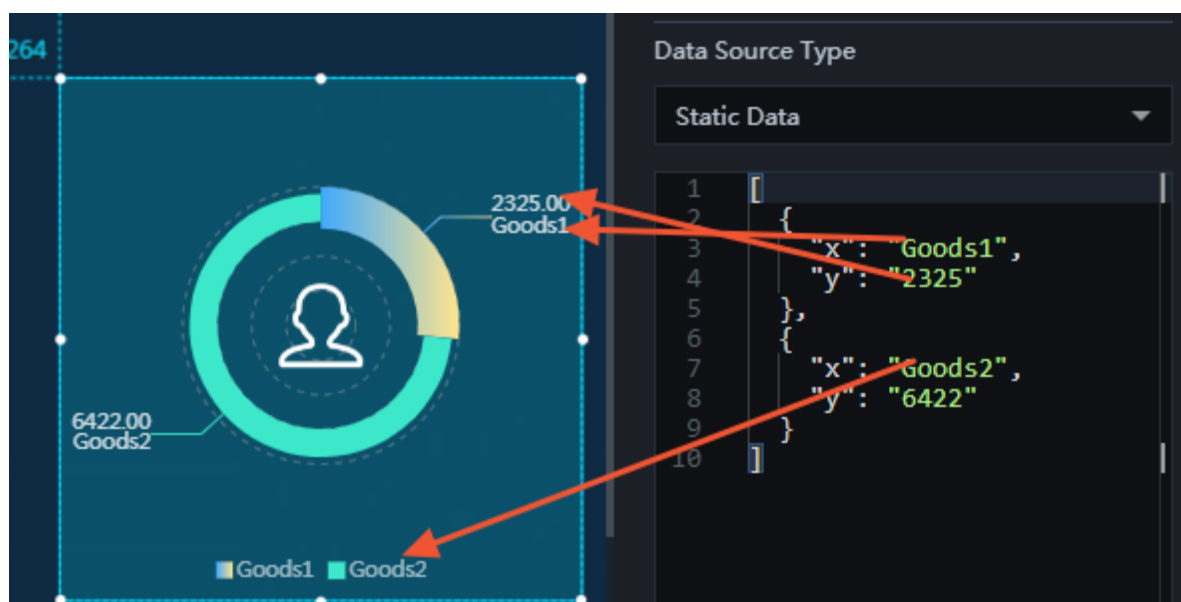 264
2325.00
Goods1
6422.00
Goods2
Goods1 Goods2
Data Source Type
Static Data
1 [
2 {
3 "x": "Goods1",
4 "y": "2325"
5 },
6 {
7 "x": "Goods2",
8 "y": "6422"
9 }
10 ]